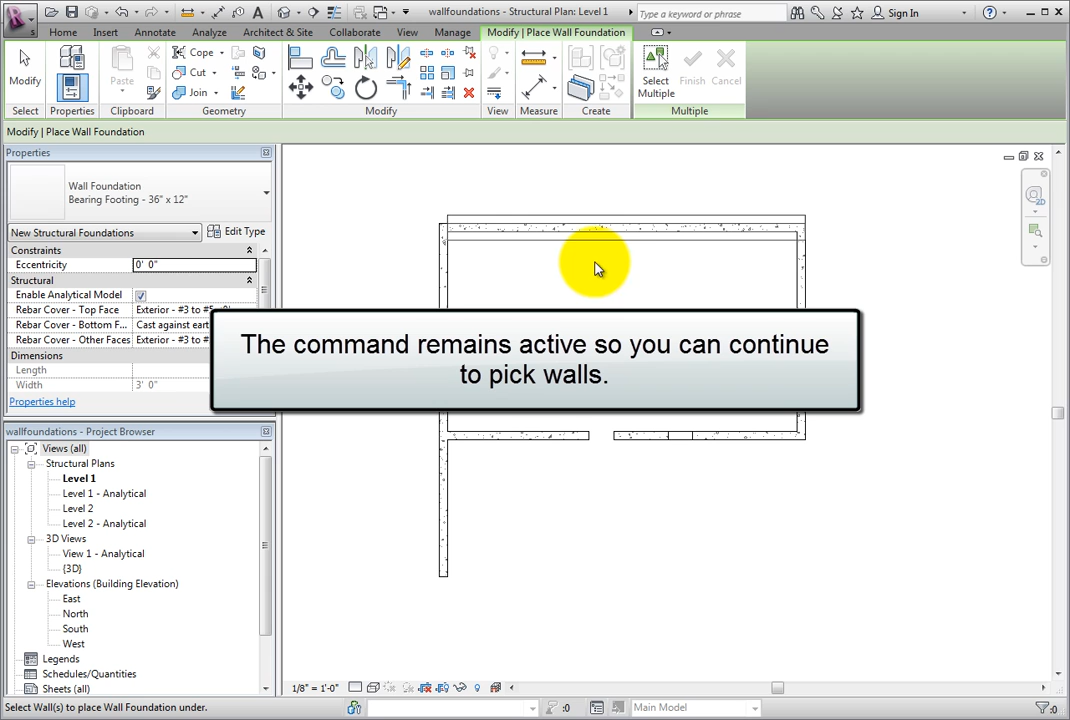 wallfoundations - Structural Plan: Level 1
Type a keyword or phrase
Sign In
Home Insert Annotate Analyze Architect & Site Collaborate View Manage Modify | Place Wall Foundation
Modify
Paste
Cope
Cut
Join
Select Multiple
Finish
Cancel
Select Properties Clipboard Geometry Modify View Measure Create Multiple
Modify | Place Wall Foundation
Properties
Wall Foundation
Bearing Footing - 36" x 12"
New Structural Foundations
Edit Type
Constraints
Eccentricity 0' 0"
Structural
Enable Analytical Model
Rebar Cover - Top Face Exterior - #3 to #5
Rebar Cover - Bottom F... Cast against eart
Rebar Cover - Other Faces Exterior - #3 to #
Dimensions
Length
Width 3' 0"
Properties help
The command remains active so you can continue
to pick walls.
wallfoundations - Project Browser
Views (all)
Structural Plans
Level 1
Level 1 - Analytical
Level 2
Level 2 - Analytical
3D Views
View 1 - Analytical
{3D}
Elevations (Building Elevation)
East
North
South
West
Legends
Schedules/Quantities
Sheets (all)
1/8" = 1'-0"
Select Wall(s) to place Wall Foundation under.
:0
Main Model
:0